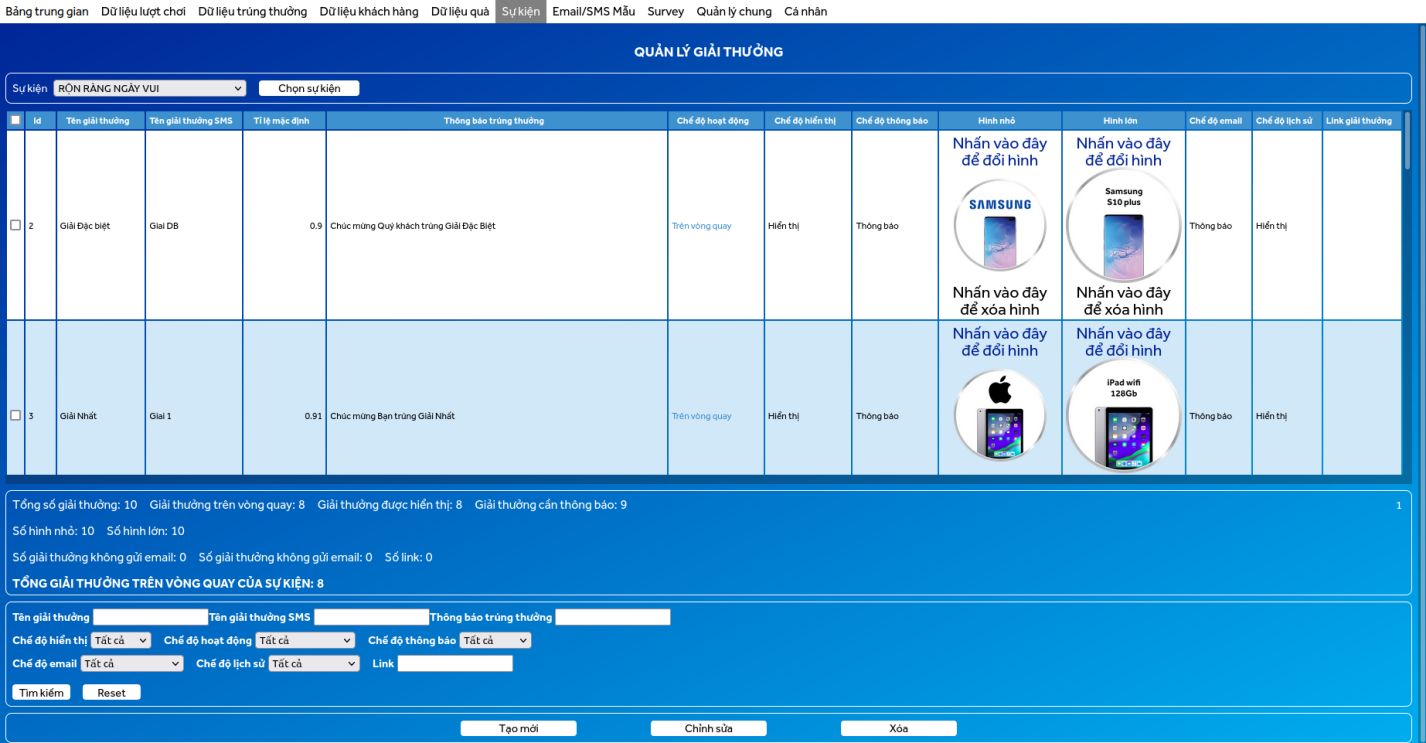 Bảng trung gian Dữ liệu lượt chơi Dữ liệu trúng thưởng Dữ liệu khách hàng Dữ liệu quà Sự kiện Email/SMS Mẫu Survey Quản lý chung Cá nhân
QUẢN LÝ GIẢI THƯỞNG
Sự kiện RỘN RÀNG NGÀY VUI Chọn sự kiện
Id Tên giải thưởng Tên giải thưởng SMS Tỉ lệ mặc định Thông báo trúng thưởng Chế độ hoạt động Chế độ hiển thị Chế độ thông báo Hình nhỏ Hình lớn Chế độ email Chế độ lịch sử Link giải thưởng
Nhấn vào đây Nhấn vào đây
để đổi hình để đổi hình
Samsung
SAMSUNG S10 plus
2 Giải Đặc biệt Giai DB 0.9 Chúc mừng Quý khách trúng Giải Đặc Biệt Trên vòng quay Hiển thị Thông báo Thông báo Hiển thị
Nhấn vào đây Nhấn vào đây
để xóa hình để xóa hình
Nhấn vào đây Nhấn vào đây
để đổi hình để đổi hình
iPad wifi
128Gb
3 Giải Nhất Giai 1 0.91 Chúc mừng Bạn trúng Giải Nhất Trên vòng quay Hiển thị Thông báo Thông báo Hiển thị
Tổng số giải thưởng: 10 Giải thưởng trên vòng quay: 8 Giải thưởng được hiển thị: 8 Giải thưởng cần thông báo: 9 1
Số hình nhỏ: 10 Số hình lớn: 10
Số giải thưởng không gửi email: 0 Số giải thưởng không gửi email: 0 Số link: 0
TỔNG GIẢI THƯỞNG TRÊN VÒNG QUAY CỦA SỰ KIỆN: 8
Tên giải thưởng Tên giải thưởng SMS Thông báo trúng thưởng
Chế độ hiển thị Tất cả Chế độ hoạt động Tất cả Chế độ thông báo Tất cả
Chế độ email Tất cả Chế độ lịch sử Tất cả Link
Tìm kiếm Reset
Tạo mới Chỉnh sửa Xóa